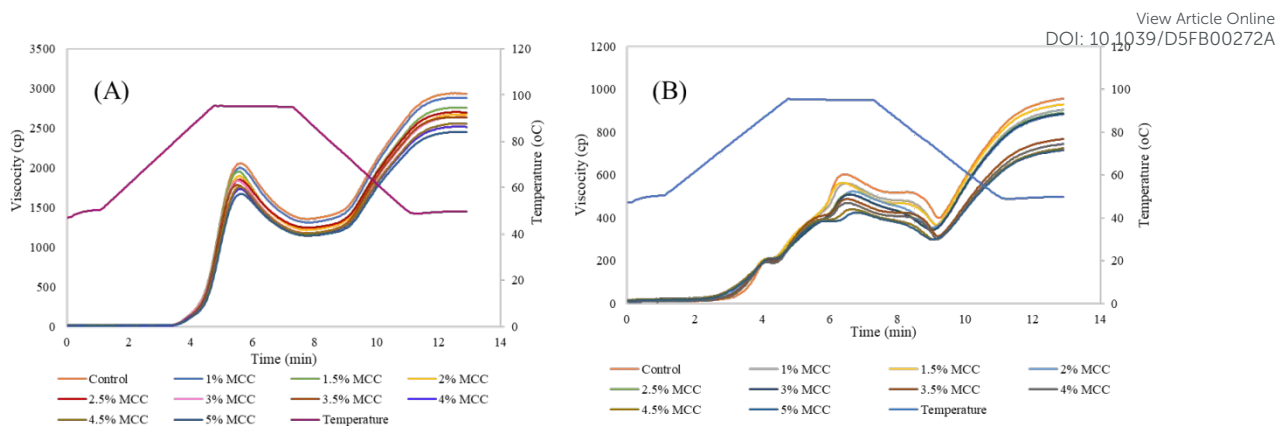 View Article Online
DOI: 10.1039/D5FB00272A
(A)
3500
3000
2500
2000
1500
1000
500
0
Viscocity (cp)
120
100
80
60
40
20
0
Temperature (oC)
0 2 4 6 8 10 12 14
Time (min)
Control 1% MCC 1.5% MCC 2% MCC
2.5% MCC 3% MCC 3.5% MCC 4% MCC
4.5% MCC 5% MCC Temperature
(B)
1200
1000
800
600
400
200
0
Viscosity (cp)
120
100
80
60
40
20
0
Temperature (oC)
0 2 4 6 8 10 12 14
Time (min)
Control 1% MCC 1.5% MCC 2% MCC
2.5% MCC 3% MCC 3.5% MCC 4% MCC
4.5% MCC 5% MCC Temperature